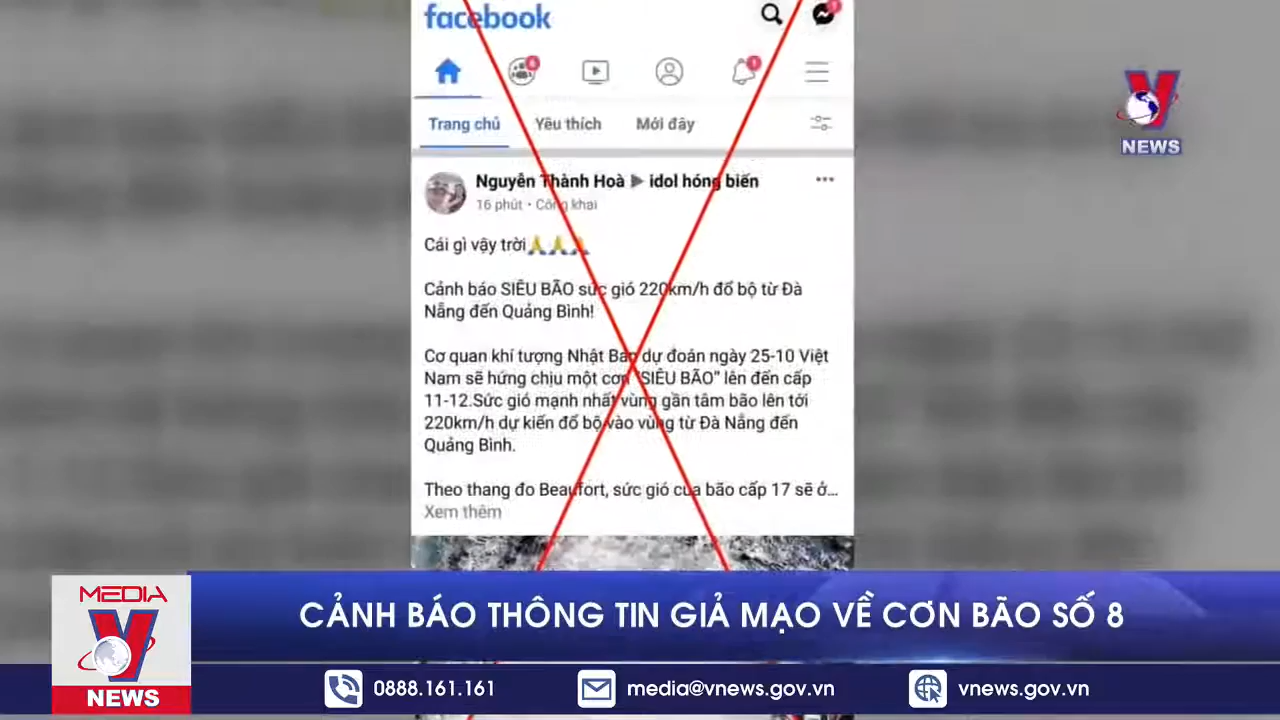 facebook
6
1
Trang chủ
Yêu thích
Mới đây
NEWS
Nguyễn Thành Hoà ▶ idol hóng biến
16 phút • Công khai
Cái gì vậy trời🙏🙏🙏
Cảnh báo SIÊU BÃO sức gió 220km/h đổ bộ từ Đà
Nẵng đến Quảng Bình!
Cơ quan khí tượng Nhật Bản dự đoán ngày 25-10 Việt
Nam sẽ hứng chịu một cơn "SIÊU BÃO" lên đến cấp
11-12.Sức gió mạnh nhất vùng gần tâm bão lên tới
220km/h dự kiến đổ bộ vào vùng từ Đà Nẵng đến
Quảng Bình.
Theo thang đo Beaufort, sức gió của bão cấp 17 sẽ ở...
Xem thêm
MEDIA
NEWS
CẢNH BÁO THÔNG TIN GIẢ MẠO VỀ CƠN BÃO SỐ 8
0888.161.161
media@vnews.gov.vn
vnews.gov.vn